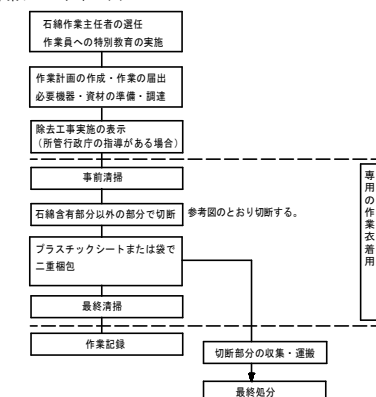 石綿作業主任者の選任
作業員への特別教育の実施
作業計画の作成・作業の届出
必要機器・資材の準備・調達
除去工事実施の表示
(所管行政庁の指導がある場合)
事前清掃
石綿含有部分以外の部分で切断
参考図のとおり切断する。
プラスチックシートまたは袋で
二重梱包
最終清掃
専用の作業衣着用
作業記録
切断部分の収集・運搬
最終処分